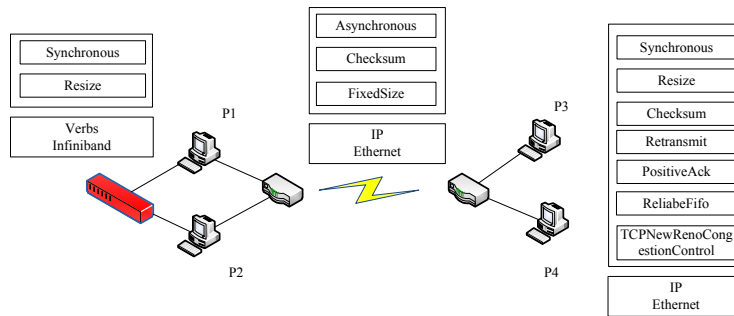 Synchronous
Resize
Verbs
Infiniband
P1
P2
Asynchronous
Checksum
FixedSize
IP
Ethernet
P3
P4
Synchronous
Resize
Checksum
Retransmit
PositiveAck
ReliabeFifo
TCPNewRenoCong
estionControl
IP
Ethernet